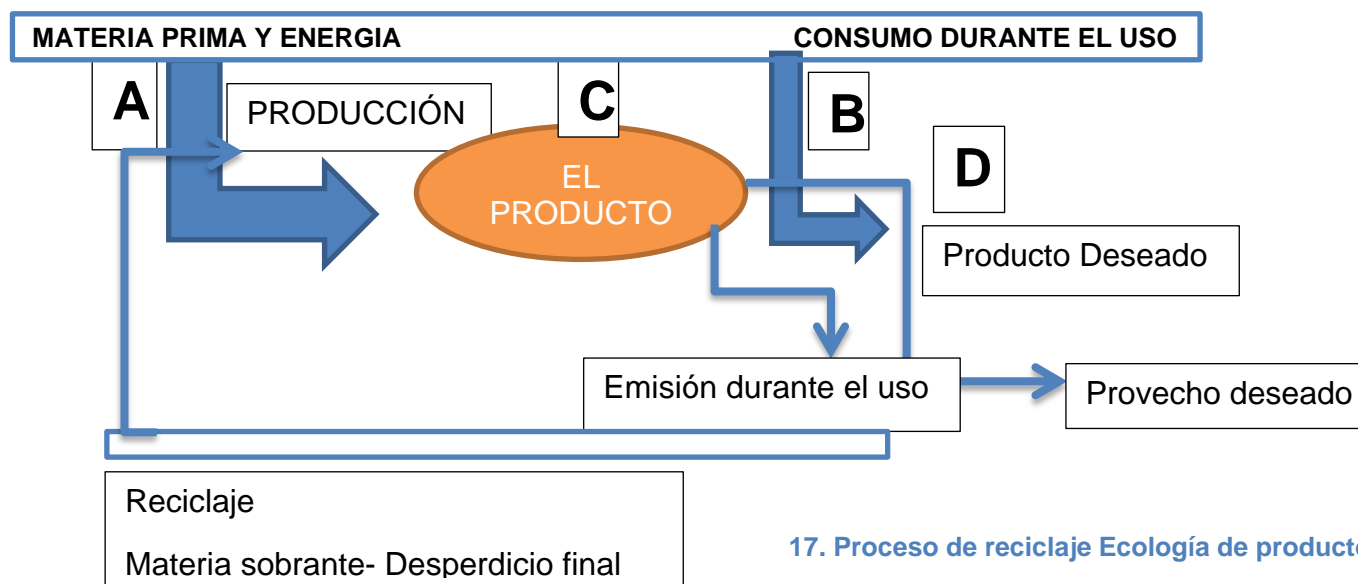 MATERIA PRIMA Y ENERGIA CONSUMO DURANTE EL USO
A
PRODUCCIÓN
C
B
D
EL
PRODUCTO
Producto Deseado
Emisión durante el uso
Provecho deseado
Reciclaje
Materia sobrante- Desperdicio final
17. Proceso de reciclaje Ecología de producto